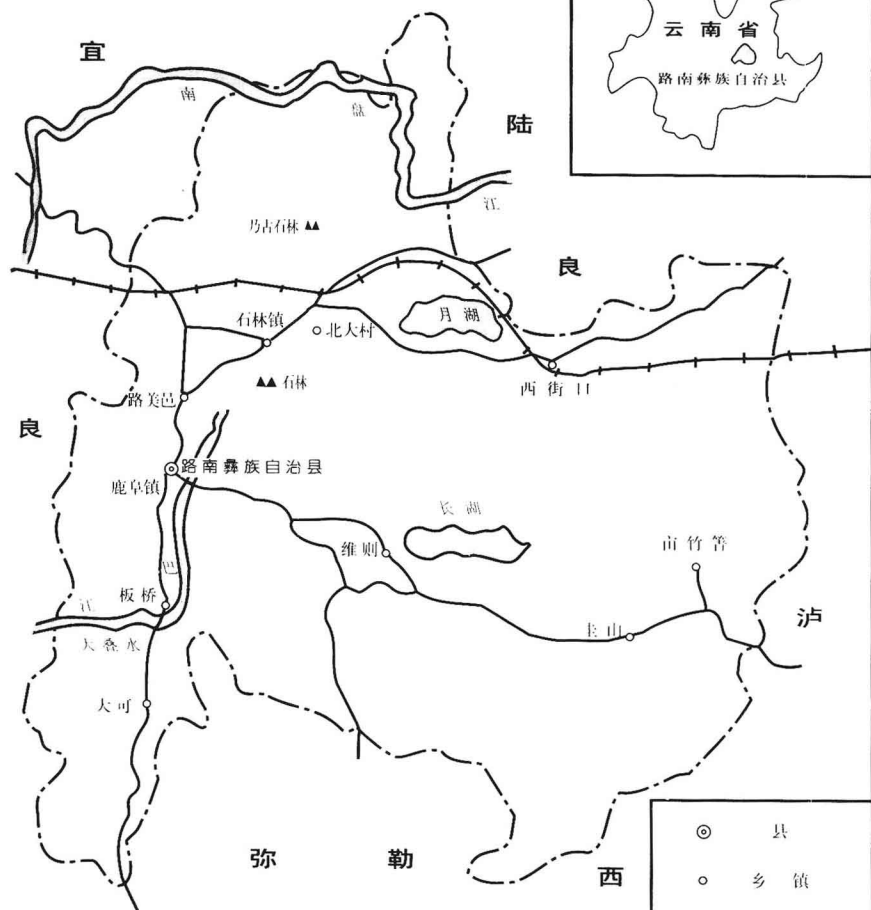 云南省
路南彝族自治县
宜
南
盘
江
陆
乃古石林
良
石林镇
北大村
月湖
西街口
石林
路美邑
良
路南彝族自治县
鹿阜镇
长湖
维则
亩竹箐
巴
江
板桥
大叠水
圭山
泸
大可
弥勒
西
县
乡镇